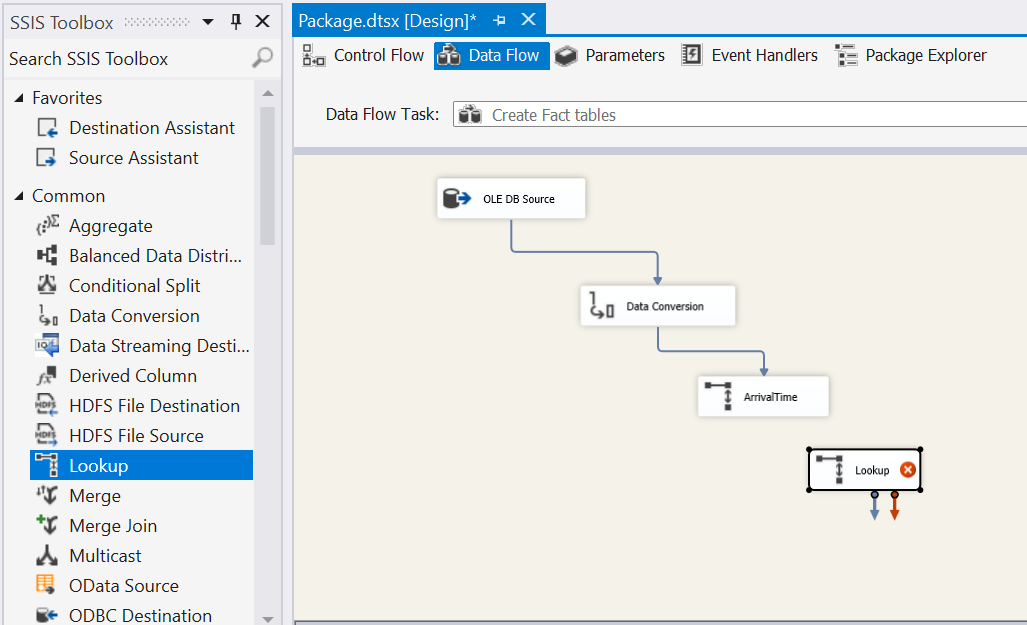 SSIS Toolbox
Search SSIS Toolbox
Favorites
Destination Assistant
Source Assistant
Common
Aggregate
Balanced Data Distri...
Conditional Split
Data Conversion
Data Streaming Desti...
Derived Column
HDFS File Destination
HDFS File Source
Lookup
Merge
Merge Join
Multicast
OData Source
ODBC Destination
Package.dtsx [Design]*
Control Flow
Data Flow
Parameters
Event Handlers
Package Explorer
Data Flow Task: Create Fact tables
OLE DB Source
Data Conversion
ArrivalTime
Lookup